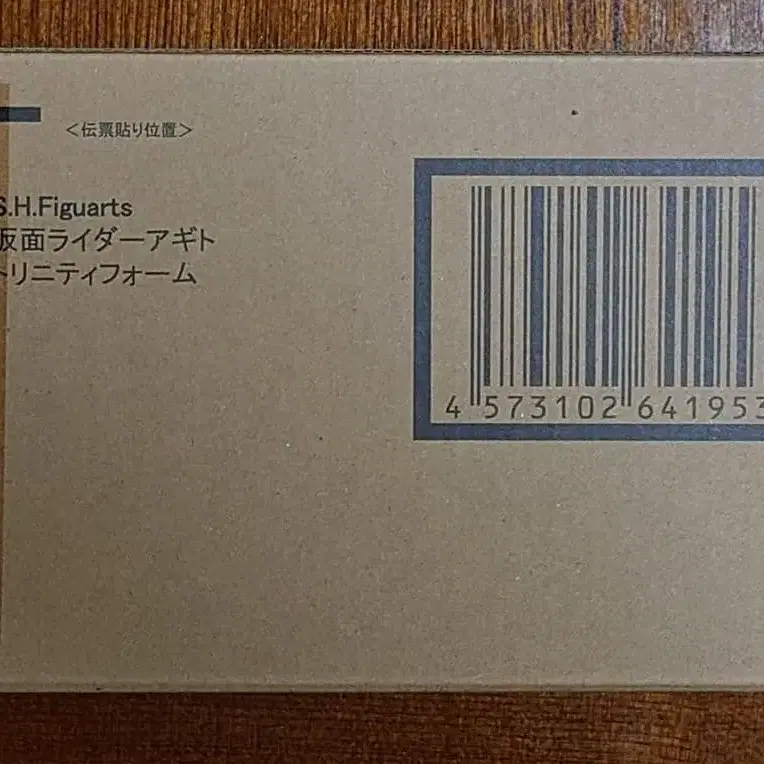 <伝票貼り位置>
S.H.Figuarts
仮面ライダーアギト
トリニティフォーム
4 573102 641953